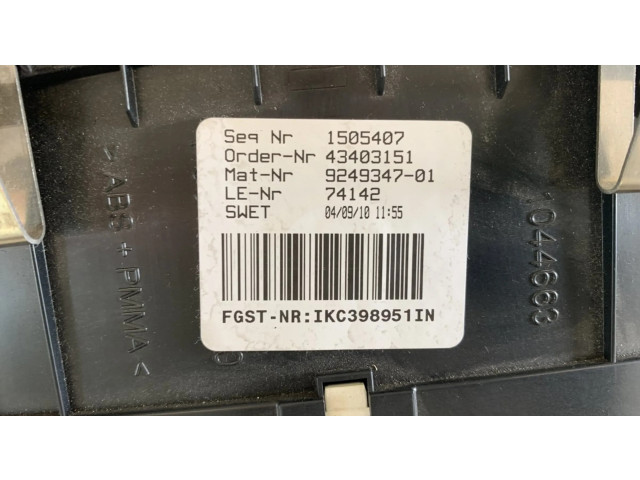 Seq Nr 1505407
Order-Nr 43403151
Mat-Nr 9249347-01
LE-Nr 74142
SWET 04/09/10 11:55
FGST-NR:IKC398951IN
> ABS + PMMA <
1044663